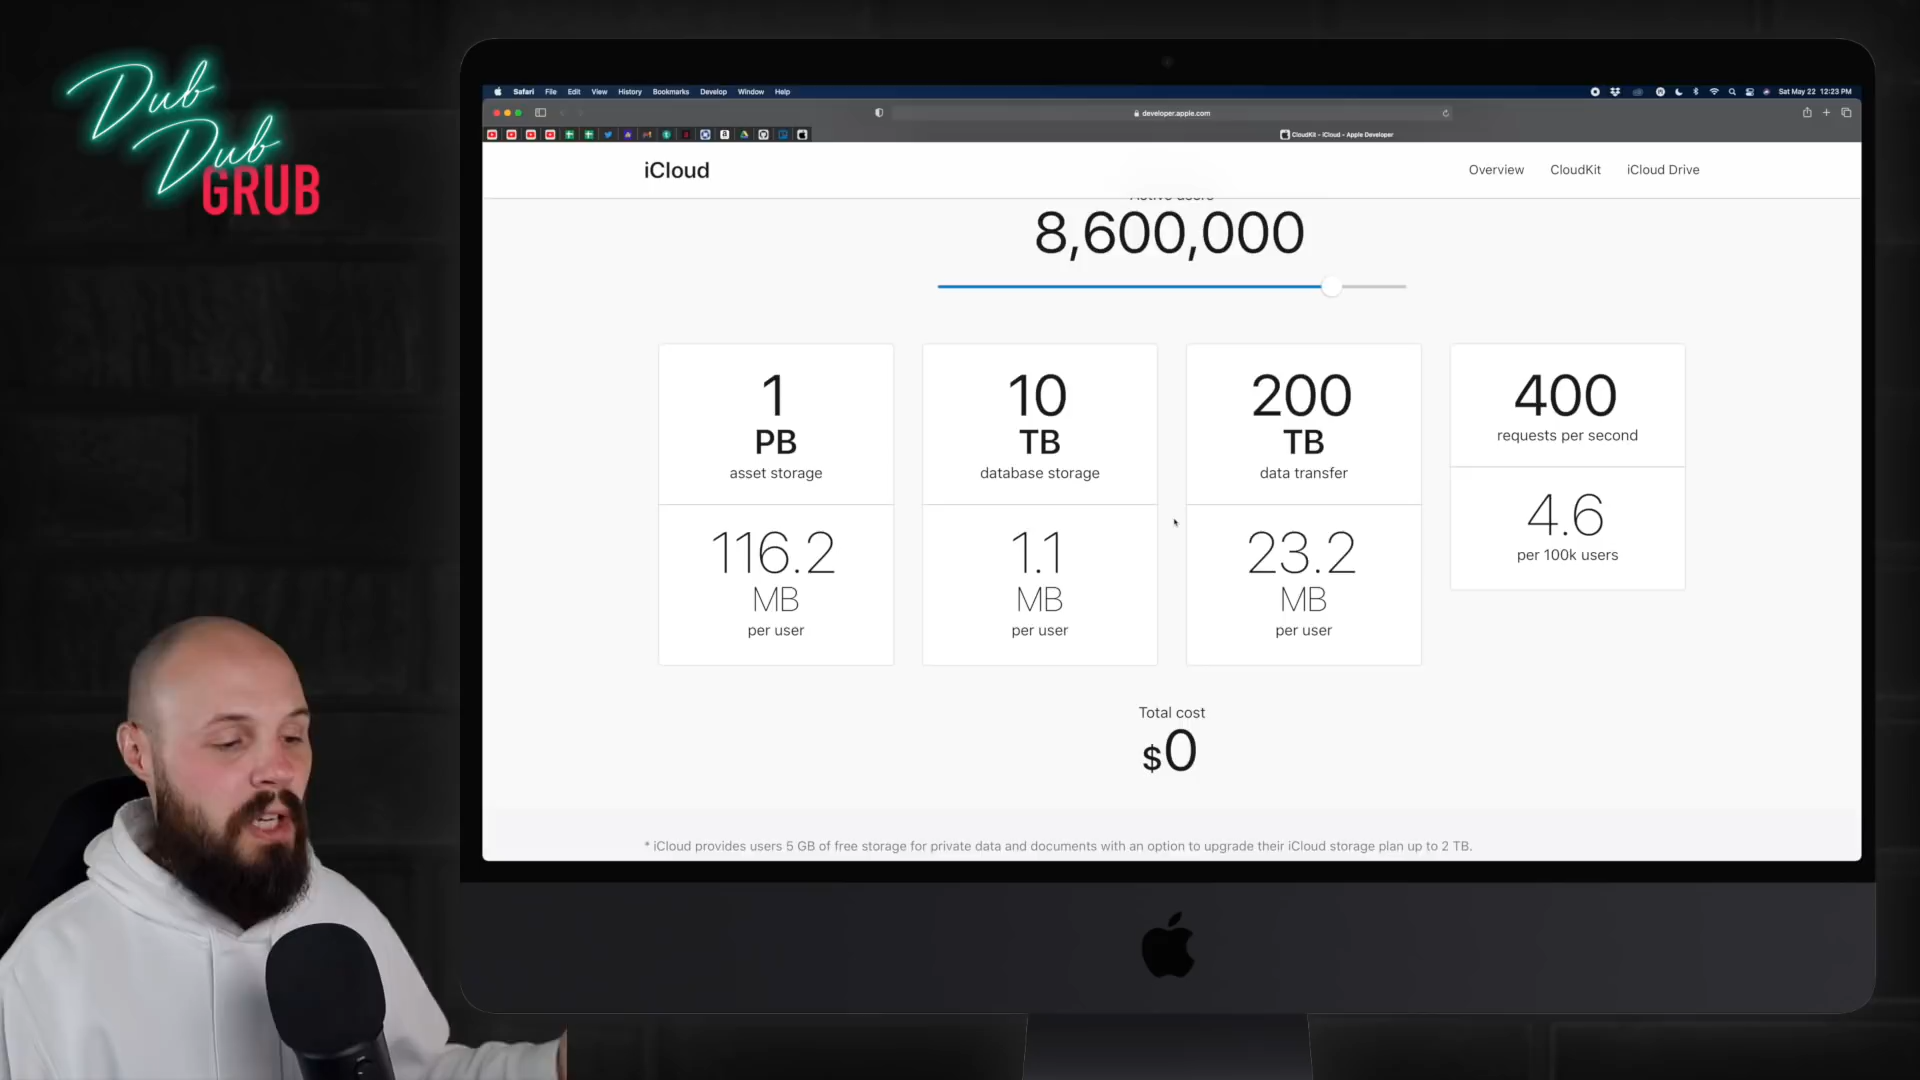 Dub
Dub
GRUB
Safari File Edit View History Bookmarks Develop Window Help
Sat May 22 12:23 PM
developer.apple.com
CloudKit - iCloud - Apple Developer
iCloud
Overview CloudKit iCloud Drive
Active users
8,600,000
1
PB
asset storage
116.2
MB
per user
10
TB
database storage
1.1
MB
per user
200
TB
data transfer
23.2
MB
per user
400
requests per second
4.6
per 100k users
Total cost
$0
* iCloud provides users 5 GB of free storage for private data and documents with an option to upgrade their iCloud storage plan up to 2 TB.